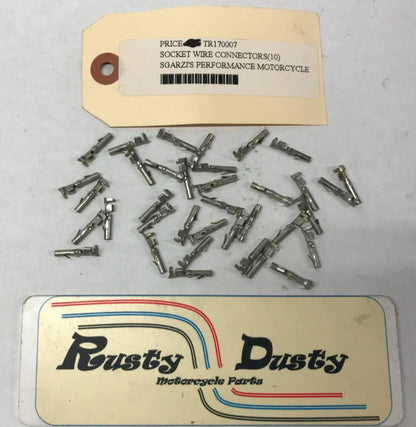 PRICE TR170007
SOCKET WIRE CONNECTORS(10)
SGARZI'S PERFORMANCE MOTORCYCLE
Rusty Dusty
Motorcycle Parts